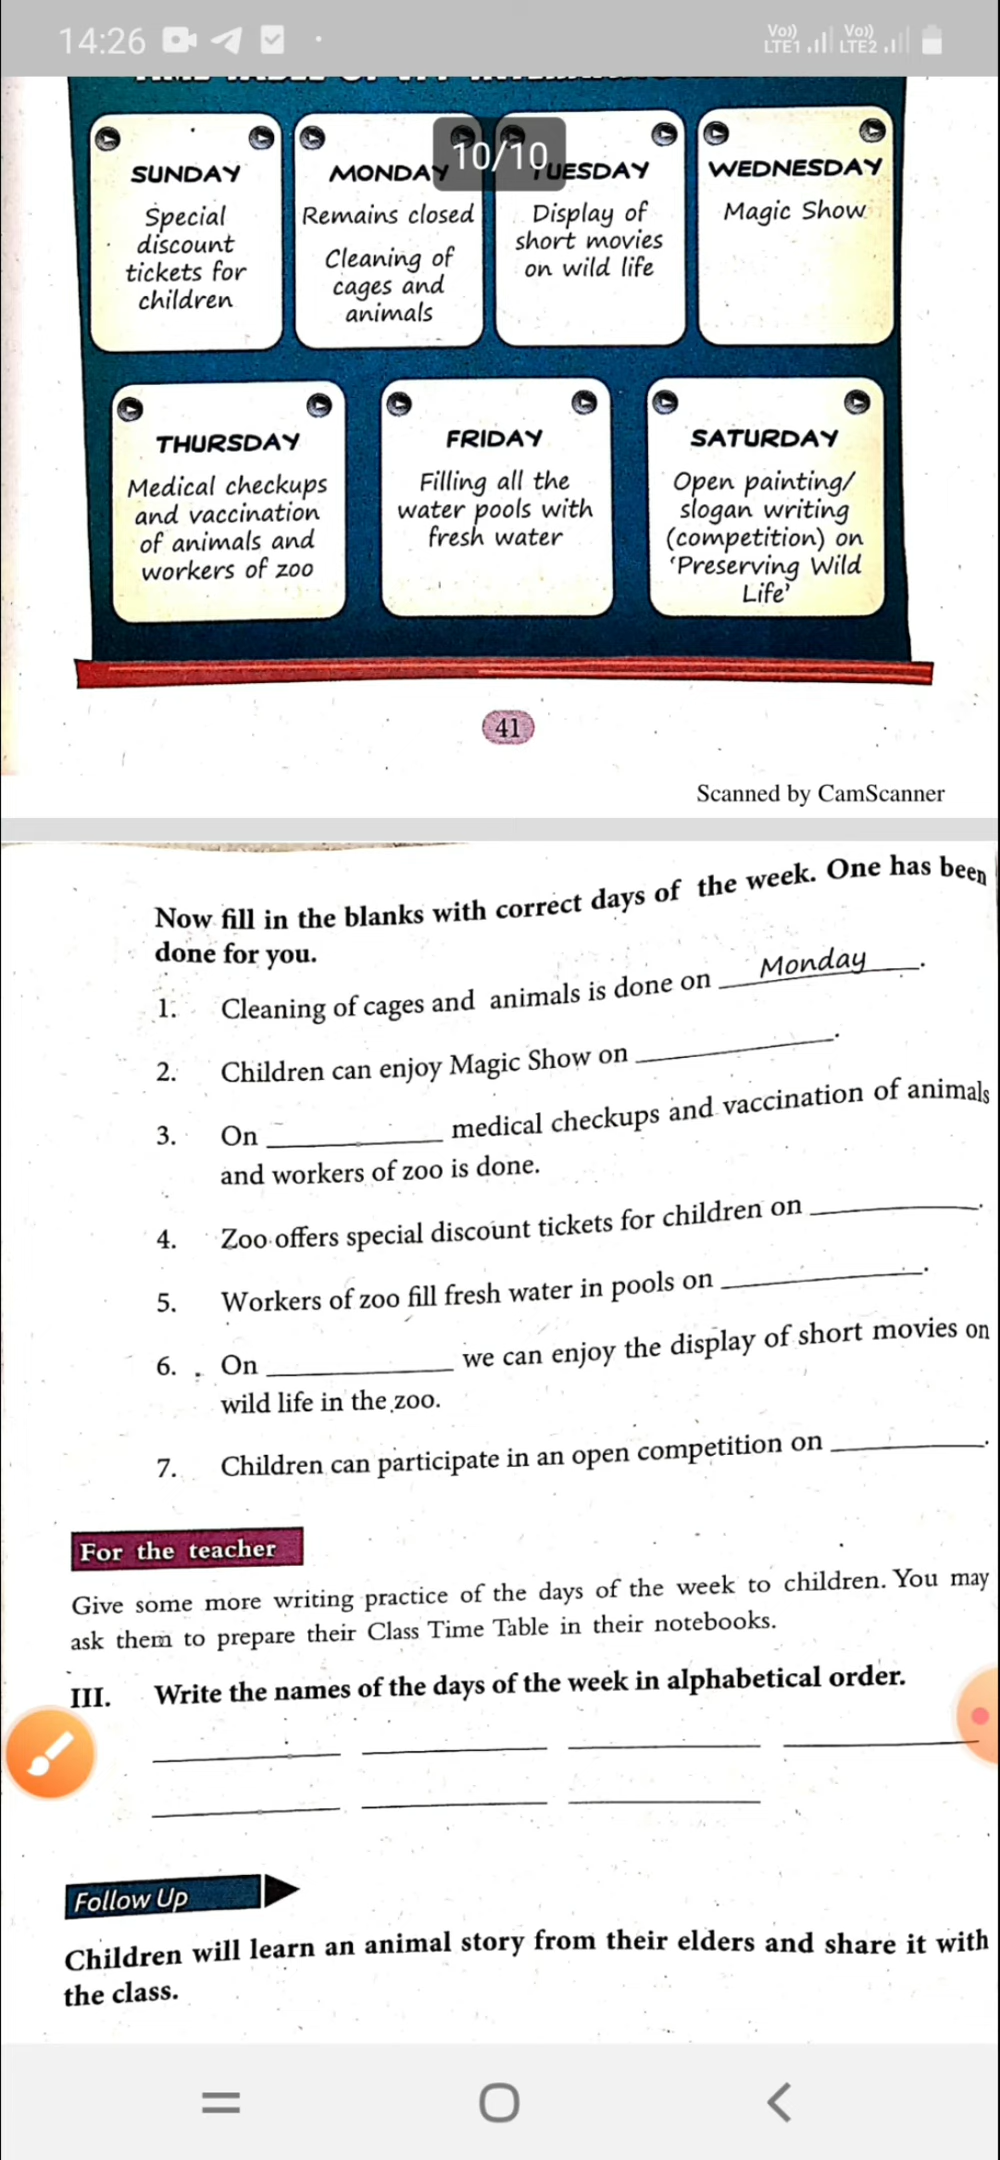 14:26
Vo)) LTE1 Vo)) LTE2
10/10
SUNDAY
Special
discount
tickets for
children
MONDAY
Remains closed
Cleaning of
cages and
animals
TUESDAY
Display of
short movies
on wild life
WEDNESDAY
Magic Show
THURSDAY
Medical checkups
and vaccination
of animals and
workers of zoo
FRIDAY
Filling all the
water pools with
fresh water
SATURDAY
Open painting/
slogan writing
(competition) on
'Preserving Wild
Life'
41
Scanned by CamScanner
Now fill in the blanks with correct days of the week. One has been
done for you.
1. Cleaning of cages and animals is done on Monday.
2. Children can enjoy Magic Show on ____________.
3. On ____________ medical checkups and vaccination of animals
and workers of zoo is done.
4. Zoo offers special discount tickets for children on ____________.
5. Workers of zoo fill fresh water in pools on ____________.
6. On ____________ we can enjoy the display of short movies on
wild life in the zoo.
7. Children can participate in an open competition on ____________.
For the teacher
Give some more writing practice of the days of the week to children. You may
ask them to prepare their Class Time Table in their notebooks.
III. Write the names of the days of the week in alphabetical order.
Follow Up
Children will learn an animal story from their elders and share it with
the class.